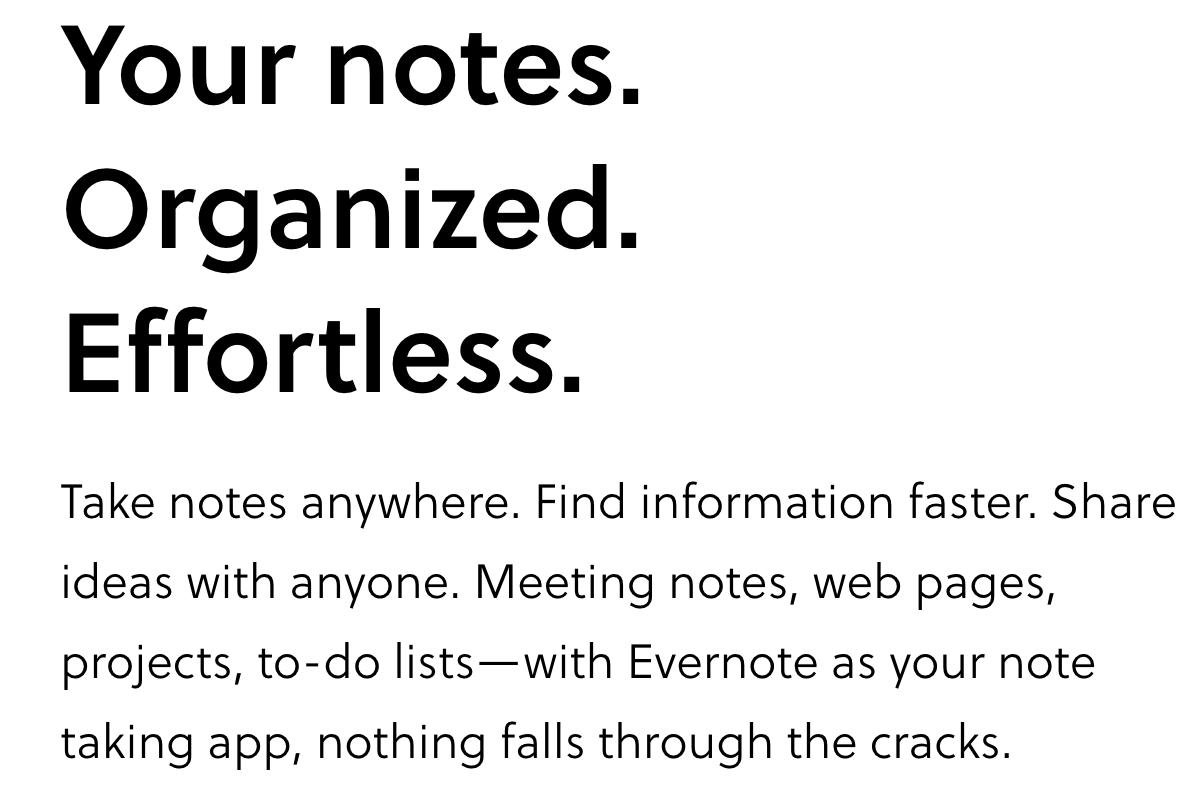 Your notes.
Organized.
Effortless.
Take notes anywhere. Find information faster. Share
ideas with anyone. Meeting notes, web pages,
projects, to-do lists—with Evernote as your note
taking app, nothing falls through the cracks.